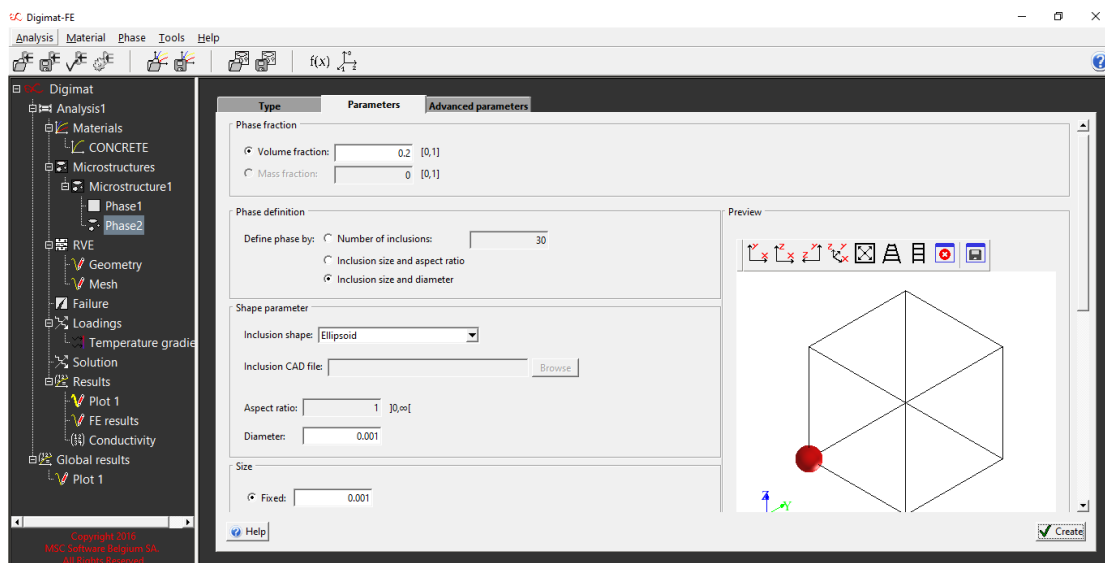 Digimat-FE
Analysis Material Phase Tools Help
f(x)
Digimat
Analysis1
Materials
CONCRETE
Microstructures
Microstructure1
Phase1
Phase2
RVE
Geometry
Mesh
Failure
Loadings
Temperature gradie
Solution
Results
Plot 1
FE results
Conductivity
Global results
Plot 1
Copyright 2016
MSC Software Belgium SA.
All Rights Reserved
Type Parameters Advanced parameters
Phase fraction
Volume fraction: 0.2 [0,1]
Mass fraction: 0 [0,1]
Phase definition
Define phase by: Number of inclusions: 30
Inclusion size and aspect ratio
Inclusion size and diameter
Shape parameter
Inclusion shape: Ellipsoid
Inclusion CAD file: Browse
Aspect ratio: 1 ]0,∞[
Diameter: 0.001
Size
Fixed: 0.001
Preview
Y X Z X Z Y Z Y X
Z
Y
Help
Create